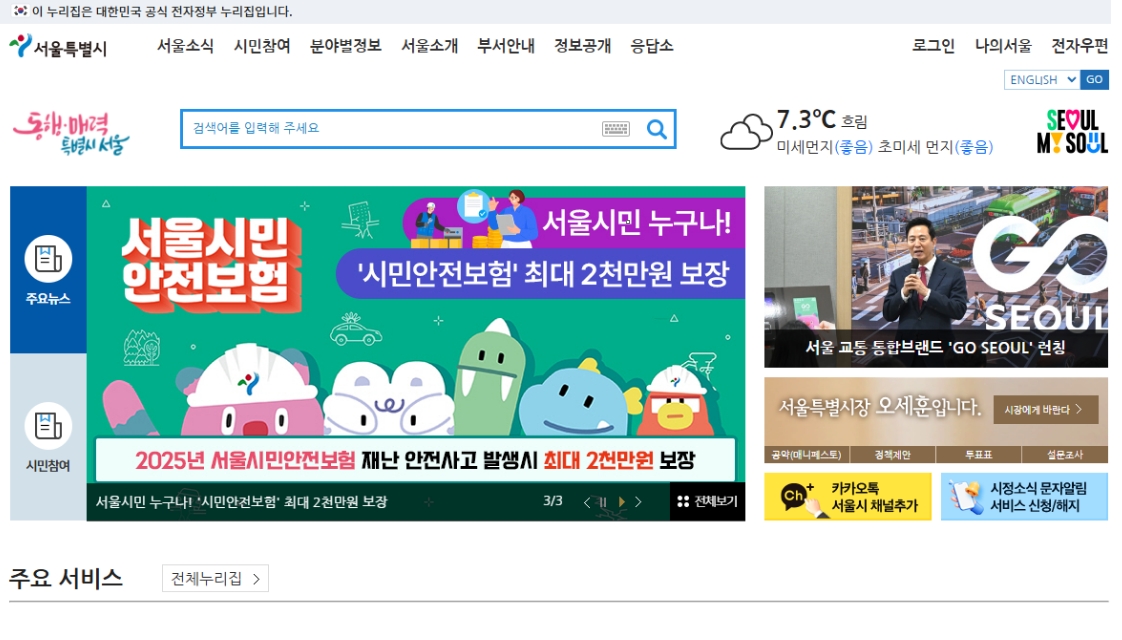 이 누리집은 대한민국 공식 전자정부 누리집입니다.
서울특별시
서울소식 시민참여 분야별정보 서울소개 부서안내 정보공개 응답소
로그인 나의서울 전자우편
ENGLISH GO
동행·매력
특별시 서울
검색어를 입력해 주세요
7.3℃ 흐림
미세먼지(좋음) 초미세 먼지(좋음)
SEOUL
MY SOUL
주요뉴스
시민참여
서울시민
안전보험
서울시민 누구나!
'시민안전보험' 최대 2천만원 보장
2025년 서울시민안전보험 재난 안전사고 발생시 최대 2천만원 보장
서울시민 누구나! '시민안전보험' 최대 2천만원 보장
3/3
전체보기
GO
SEOUL
서울 교통 통합브랜드 'GO SEOUL' 런칭
서울특별시장 오세훈입니다.
시장에게 바란다
공약(매니페스토) 정책제안 투표표 설문조사
Ch+
카카오톡
서울시 채널추가
시정소식 문자알림
서비스 신청/해지
주요 서비스
전체누리집